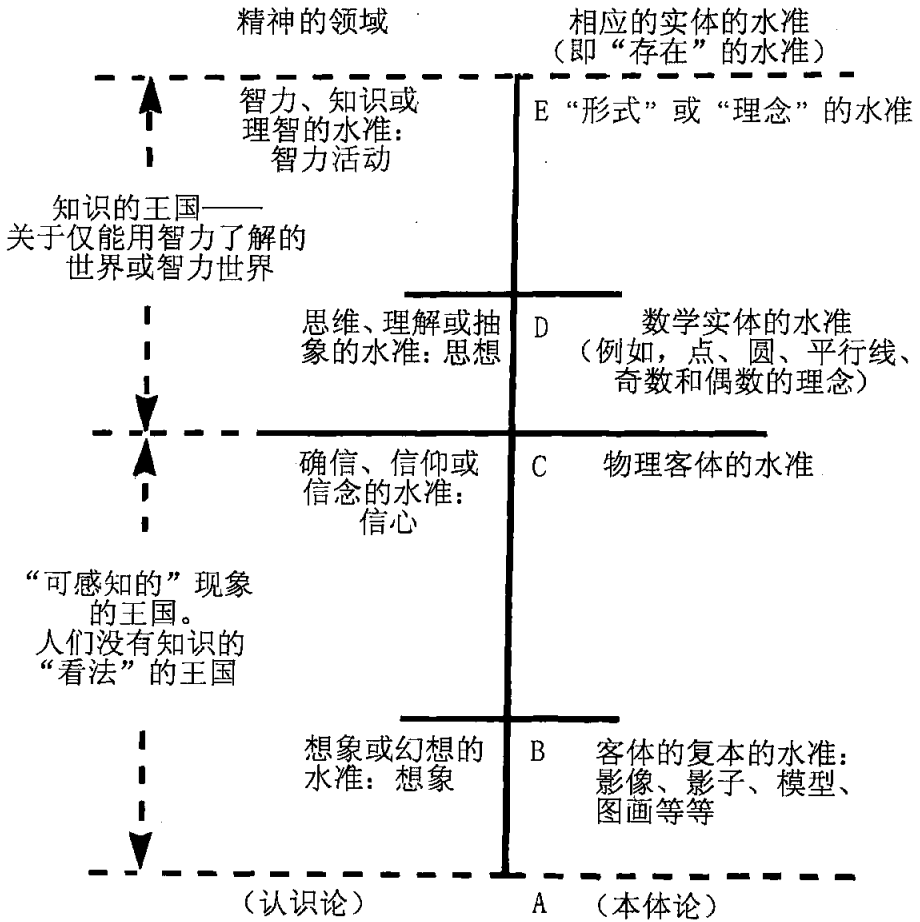 精神的领域
相应的实体的水准
（即“存在”的水准）
智力、知识或
理智的水准：
智力活动
E “形式”或“理念”的水准
知识的王国——
关于仅能用智力了解的
世界或智力世界
思维、理解或抽
象的水准：思想
D
数学实体的水准
（例如，点、圆、平行线、
奇数和偶数的理念）
确信、信仰或
信念的水准：
信心
C
物理客体的水准
“可感知的”现象
的王国。
人们没有知识的
“看法”的王国
想象或幻想的
水准：想象
B
客体的复本的水准：
影像、影子、模型、
图画等等
（认识论）
A
（本体论）